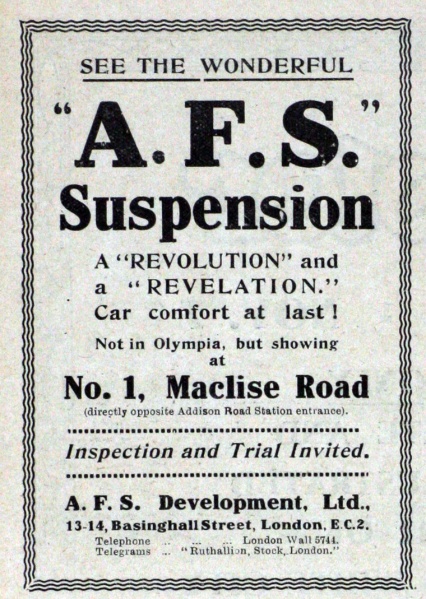 SEE THE WONDERFUL
"A.F.S."
Suspension
A "REVOLUTION" and
a "REVELATION."
Car comfort at last!
Not in Olympia, but showing
at
No. 1, Maclise Road
(directly opposite Addison Road Station entrance).
Inspection and Trial Invited.
A. F. S. Development, Ltd.,
13-14, Basinghall Street, London, E.C.2.
Telephone ... ... ... London Wall 5744.
Telegrams ... "Ruthallion, Stock, London."